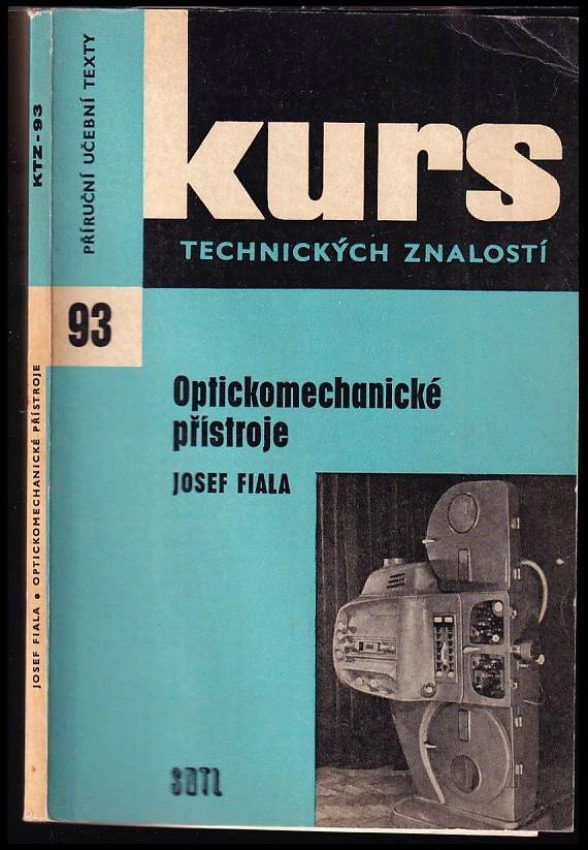 KTZ - 93
JOSEF FIALA • OPTICKOMECHANICKÉ PŘÍSTROJE
PŘÍRUČNÍ UČEBNÍ TEXTY
93
kurs
TECHNICKÝCH ZNALOSTÍ
Optickomechanické
přístroje
JOSEF FIALA
SNTL